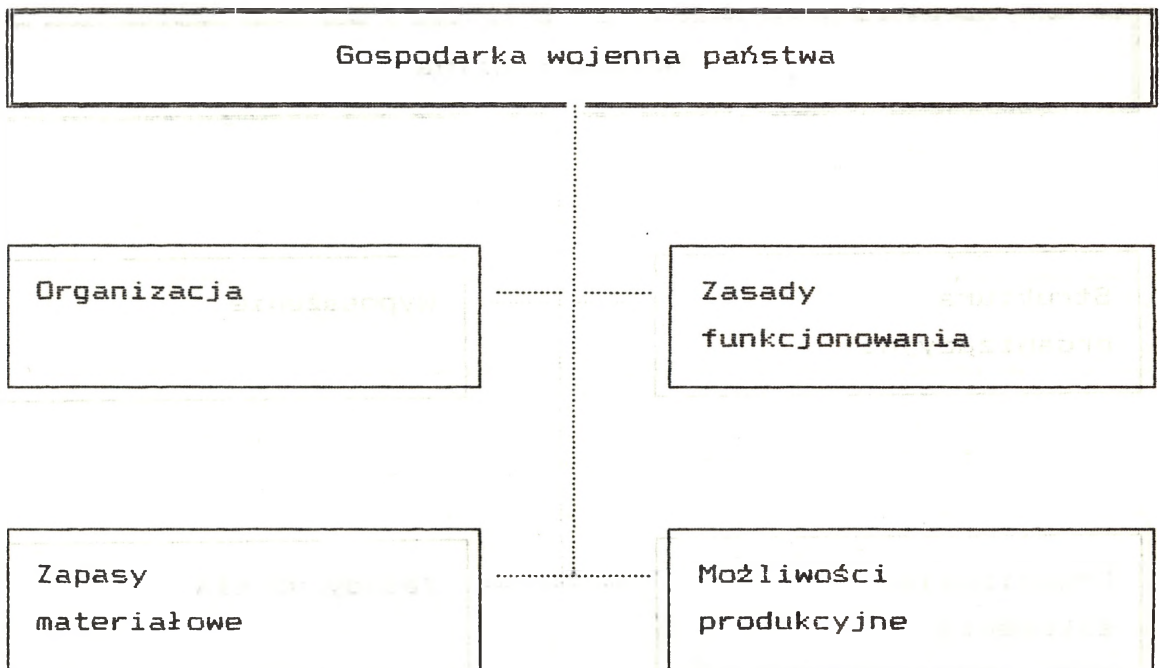 Gospodarka wojenna państwa
Organizacja
Zasady
funkcjonowania
Zapasy
materiałowe
Możliwości
produkcyjne